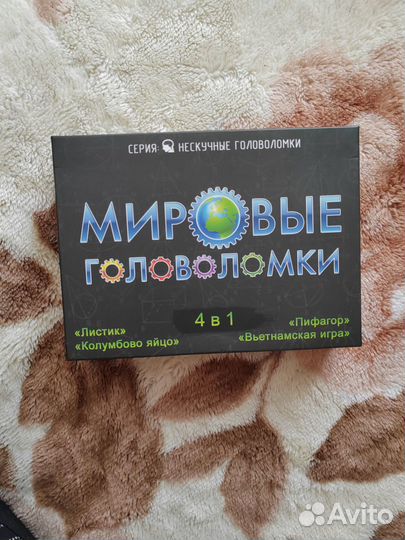 СЕРИЯ: НЕСКУЧНЫЕ ГОЛОВОЛОМКИ
МИРОВЫЕ
ГОЛОВОЛОМКИ
4 в 1
«Листик»
«Колумбово яйцо»
«Пифагор»
«Вьетнамская игра»
Avito